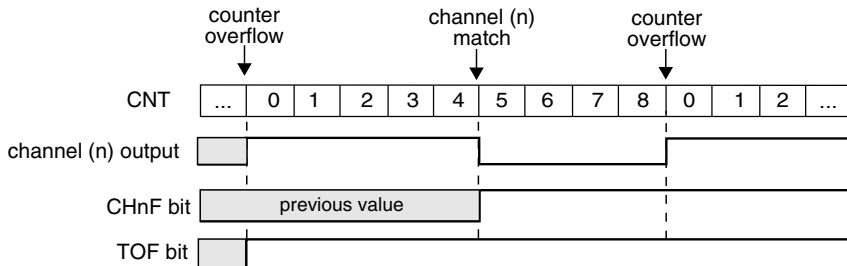 counter
overflow
channel (n)
match
counter
overflow
CNT ... 0 1 2 3 4 5 6 7 8 0 1 2 ...
channel (n) output
CHnF bit previous value
TOF bit